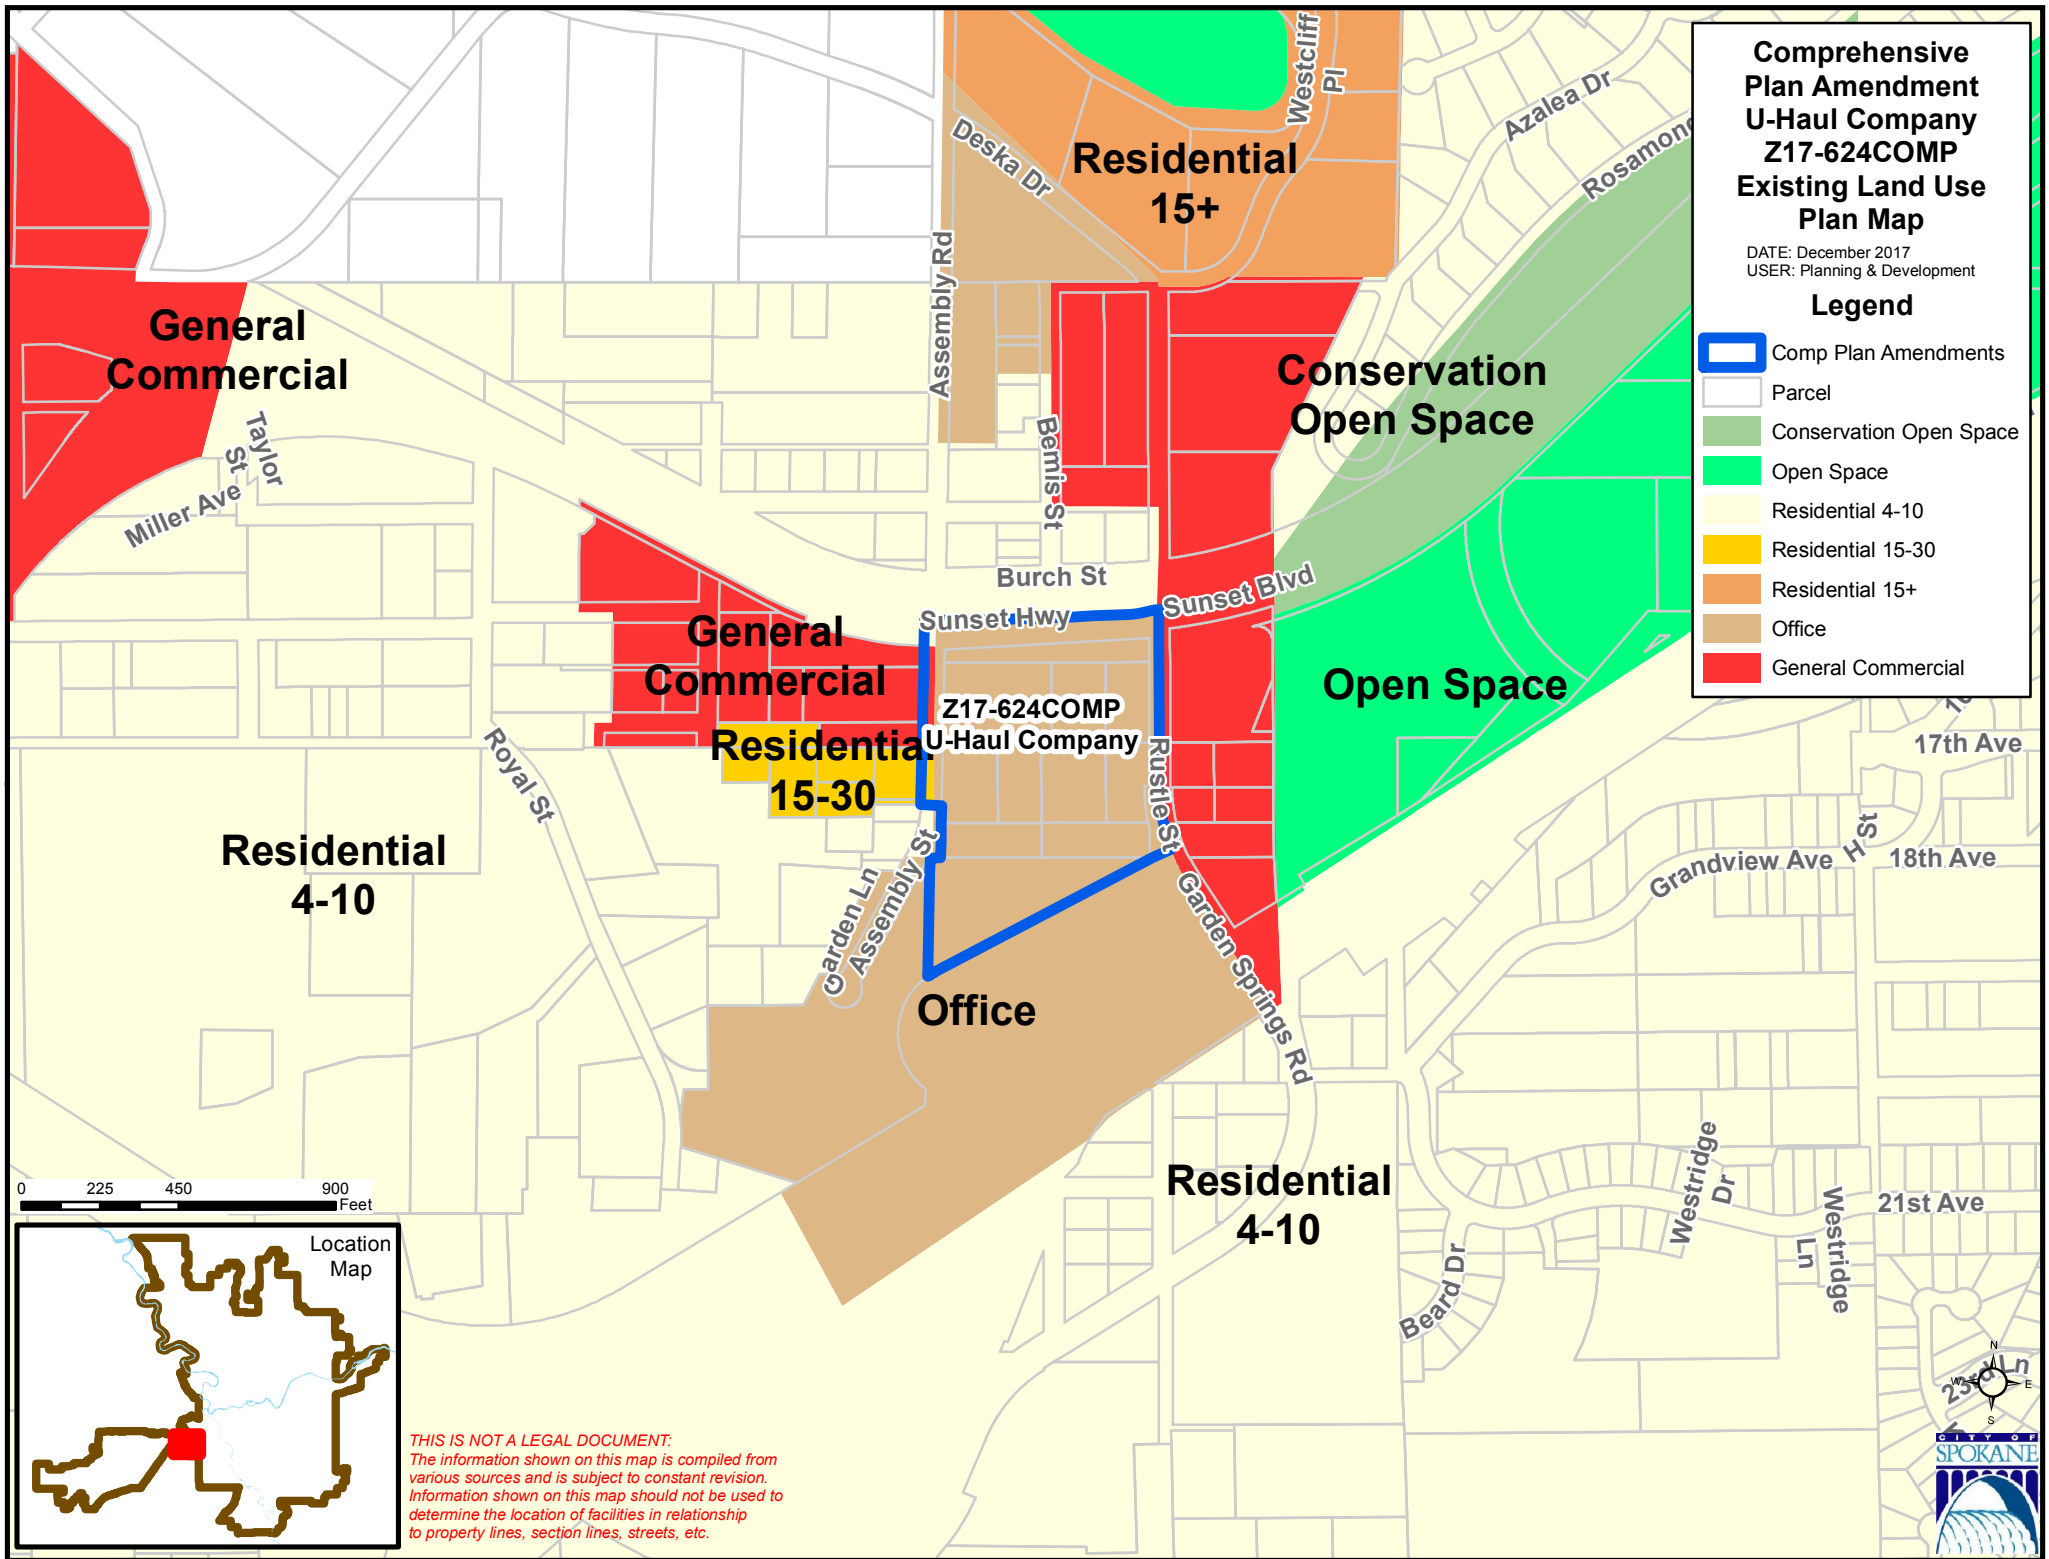 Comprehensive
Plan Amendment
U-Haul Company
Z17-624COMP
Existing Land Use
Plan Map
DATE: December 2017
USER: Planning & Development
Legend
Comp Plan Amendments
Parcel
Conservation Open Space
Open Space
Residential 4-10
Residential 15-30
Residential 15+
Office
General Commercial
Westcliff
Pl
Azalea Dr
Rosamond
Deska Dr
Residential
15+
Assembly Rd
General
Commercial
Conservation
Open Space
Taylor
St
Miller Ave
Bemis St
Burch St
Sunset Hwy
Sunset Blvd
General
Commercial
Open Space
Z17-624COMP
U-Haul Company
Residential
15-30
Rustle St
Royal St
17th Ave
H St
18th Ave
Grandview Ave
Residential
4-10
Garden Ln
Assembly St
Garden Springs Rd
Office
Residential
4-10
Westridge
Dr
Westridge
Ln
21st Ave
Beard Dr
23rd Ln
N
W
E
S
0 225 450 900
Feet
Location
Map
THIS IS NOT A LEGAL DOCUMENT:
The information shown on this map is compiled from
various sources and is subject to constant revision.
Information shown on this map should not be used to
determine the location of facilities in relationship
to property lines, section lines, streets, etc.
CITY OF
SPOKANE